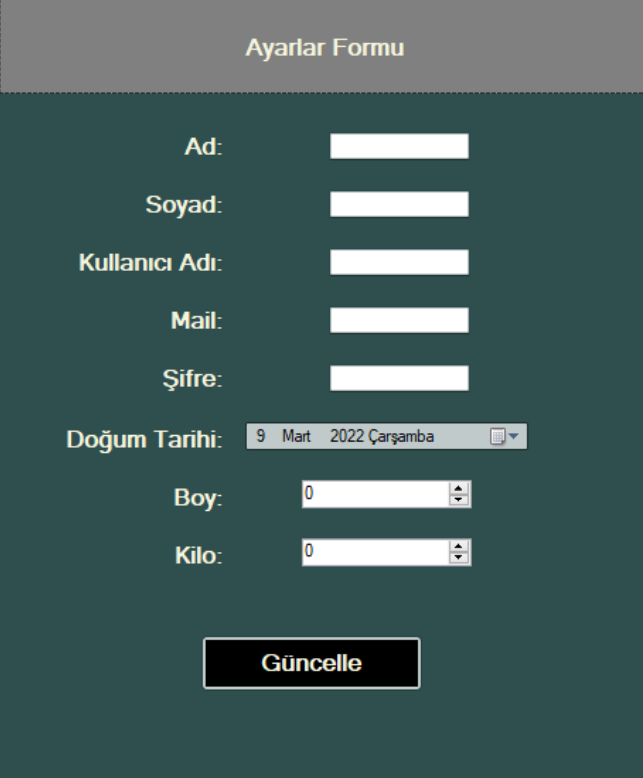 Ayarlar Formu
Ad:
Soyad:
Kullanıcı Adı:
Mail:
Şifre:
Doğum Tarihi: 9 Mart 2022 Çarşamba
Boy: 0
Kilo: 0
Güncelle